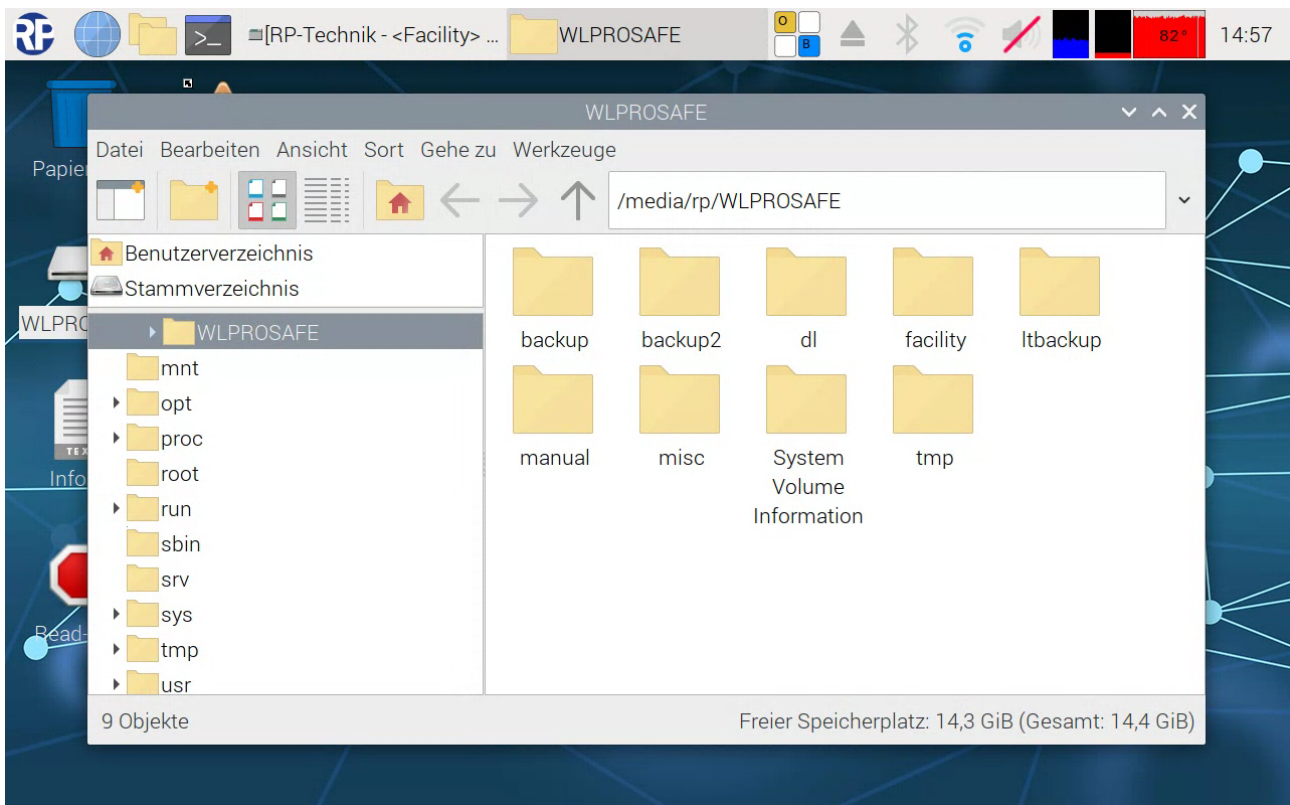 RP
>_
[RP-Technik - <Facility> ...
WLPROSAFE
O
B
82°
14:57
WLPROSAFE
Datei Bearbeiten Ansicht Sort Gehe zu Werkzeuge
/media/rp/WLPROSAFE
Papie
Benutzerverzeichnis
Stammverzeichnis
WLPRO
WLPROSAFE
mnt
opt
proc
root
run
sbin
srv
sys
tmp
usr
TEX
Info
Read-
backup
backup2
dl
facility
ltbackup
manual
misc
System
Volume
Information
tmp
9 Objekte
Freier Speicherplatz: 14,3 GiB (Gesamt: 14,4 GiB)